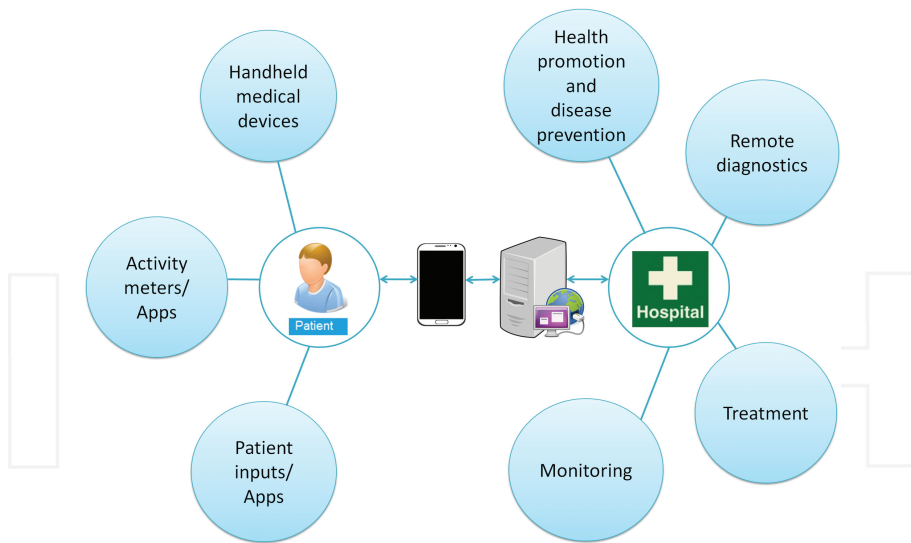 Handheld
medical
devices
Activity
meters/
Apps
Patient
inputs/
Apps
Patient
Health
promotion
and
disease
prevention
Remote
diagnostics
Hospital
Treatment
Monitoring